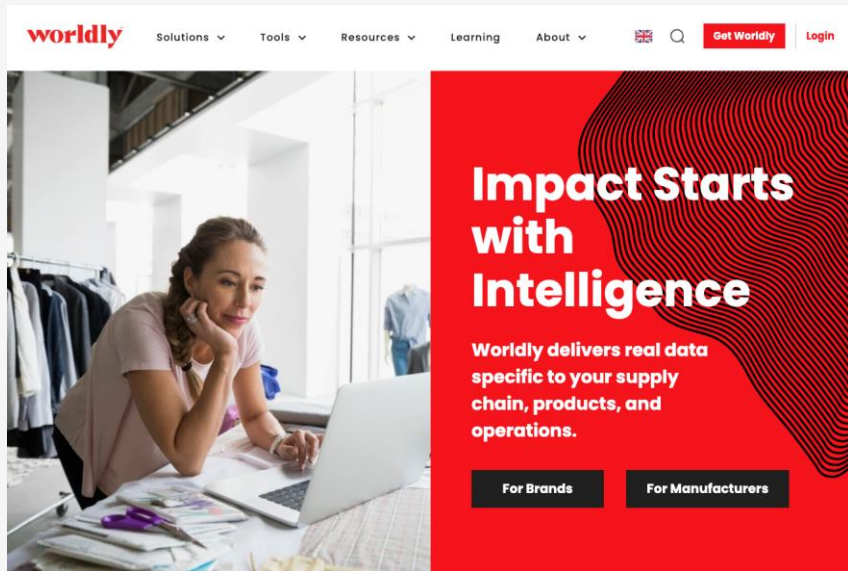 worldly
Solutions
Tools
Resources
Learning
About
Get Worldly
Login
Impact Starts
with
Intelligence
Worldly delivers real data
specific to your supply
chain, products, and
operations.
For Brands
For Manufacturers